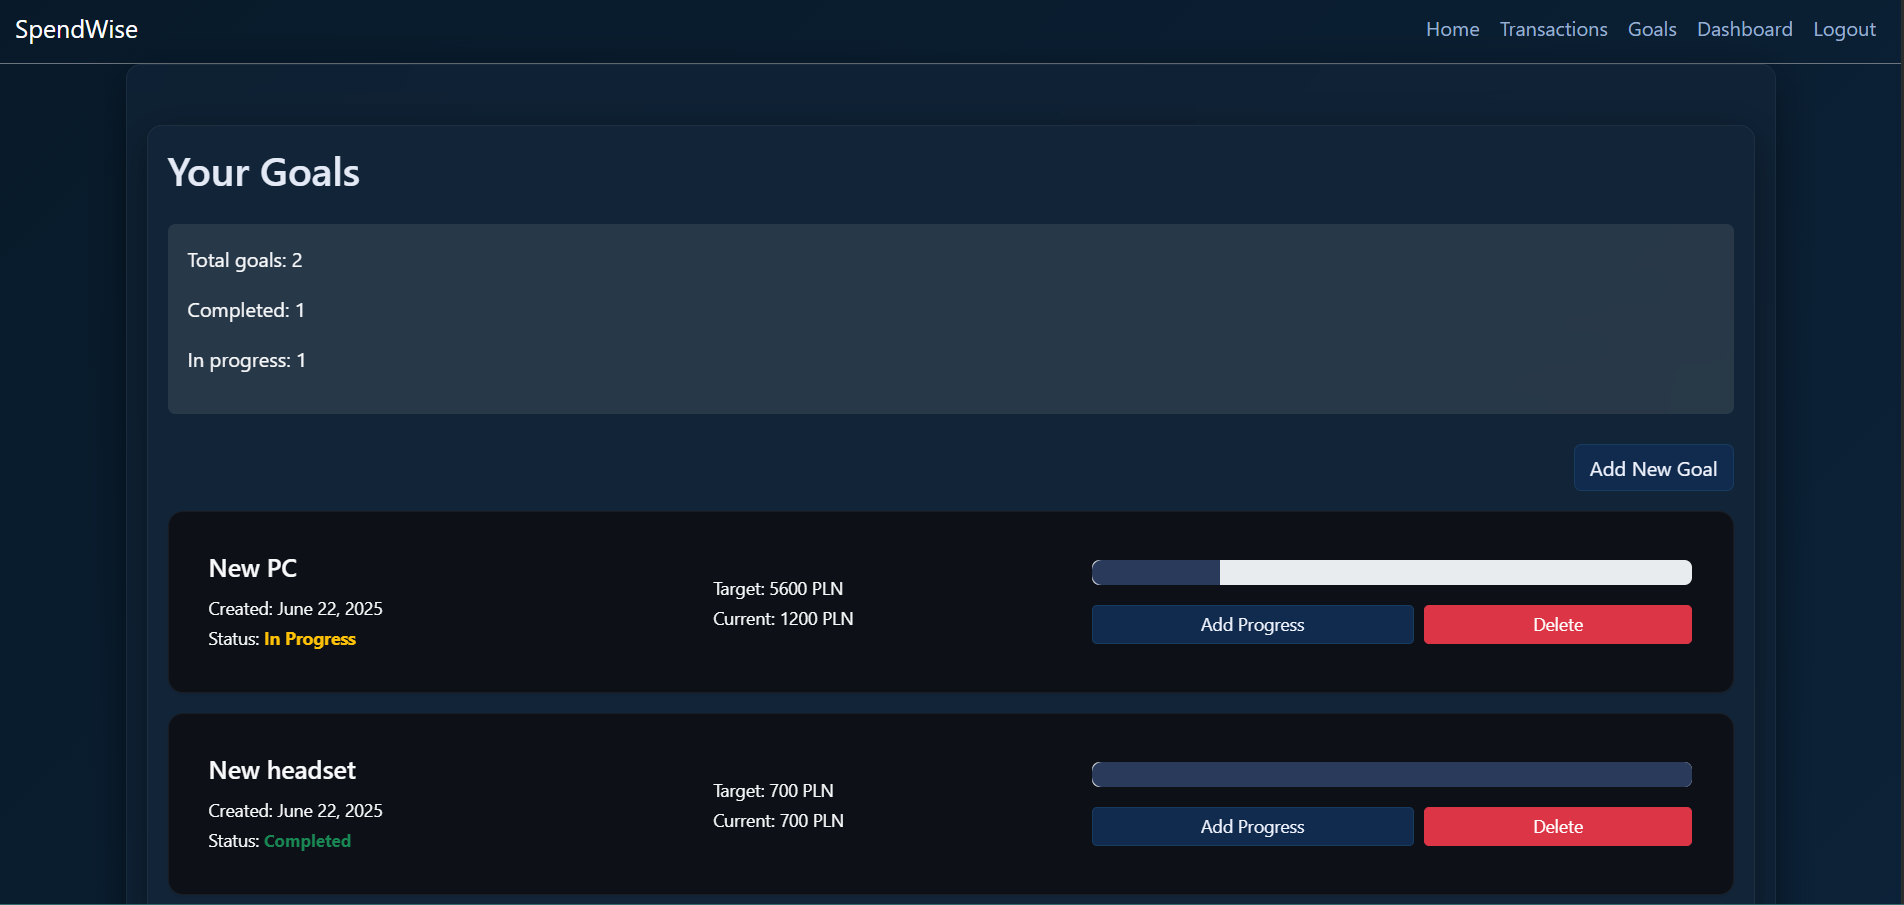 SpendWise
Home Transactions Goals Dashboard Logout
Your Goals
Total goals: 2
Completed: 1
In progress: 1
Add New Goal
New PC
Created: June 22, 2025
Status: In Progress
Target: 5600 PLN
Current: 1200 PLN
Add Progress
Delete
New headset
Created: June 22, 2025
Status: Completed
Target: 700 PLN
Current: 700 PLN
Add Progress
Delete